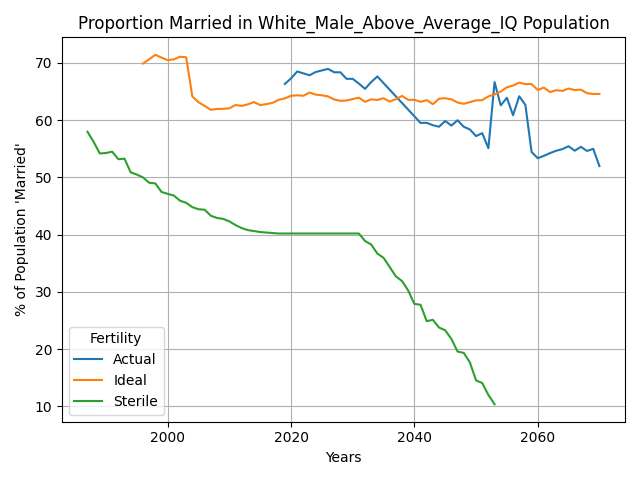 Proportion Married in White_Male_Above_Average_IQ Population
% of Population 'Married'
70
60
50
40
30
20
10
Fertility
Actual
Ideal
Sterile
2000
2020
2040
2060
Years